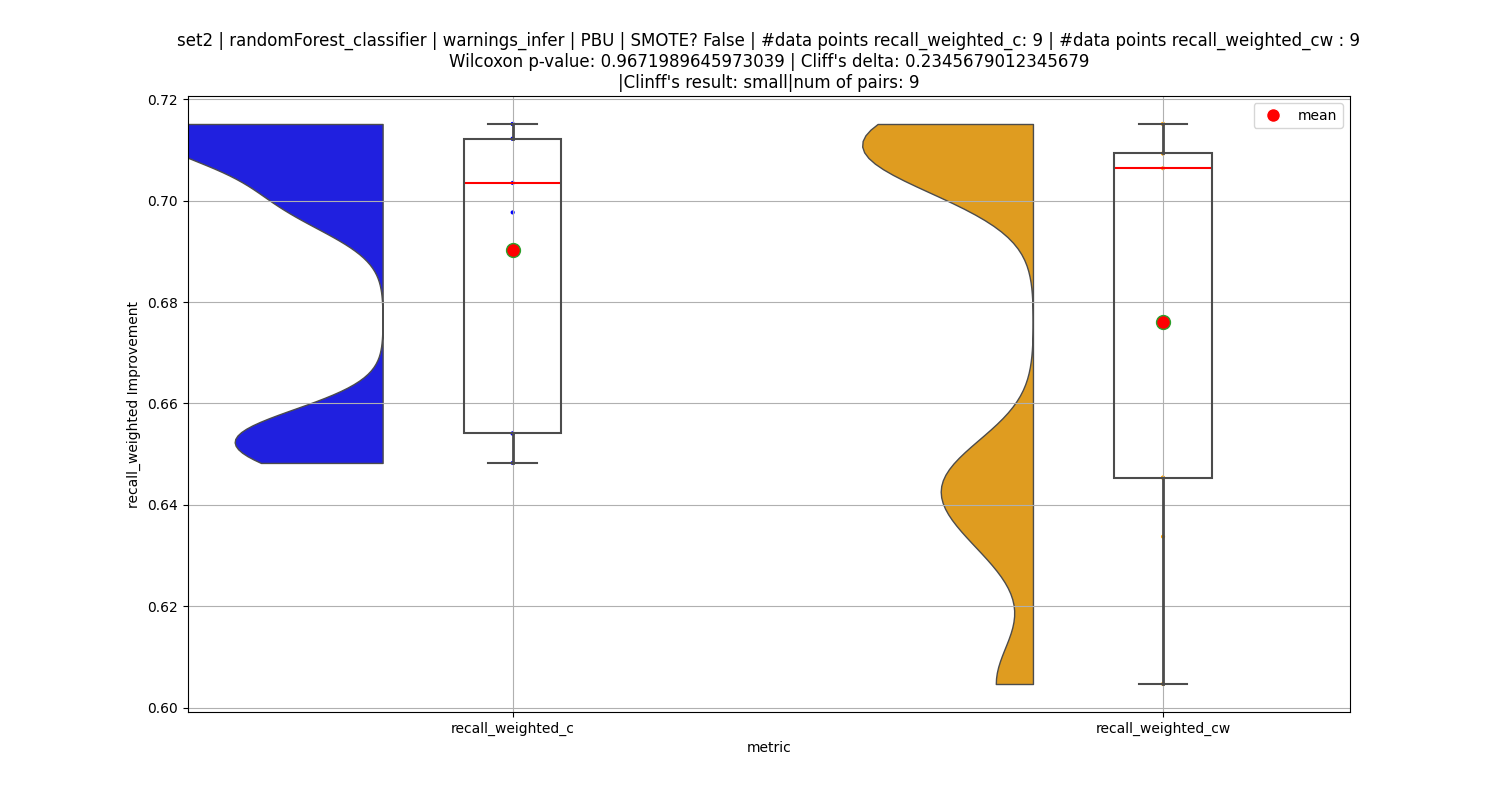 set2 | randomForest_classifier | warnings_infer | PBU | SMOTE? False | #data points recall_weighted_c: 9 | #data points recall_weighted_cw : 9
Wilcoxon p-value: 0.9671989645973039 | Cliff's delta: 0.2345679012345679
|Clinff's result: small|num of pairs: 9
mean
0.72
0.70
0.68
0.66
0.64
0.62
0.60
recall_weighted Improvement
recall_weighted_c
recall_weighted_cw
metric